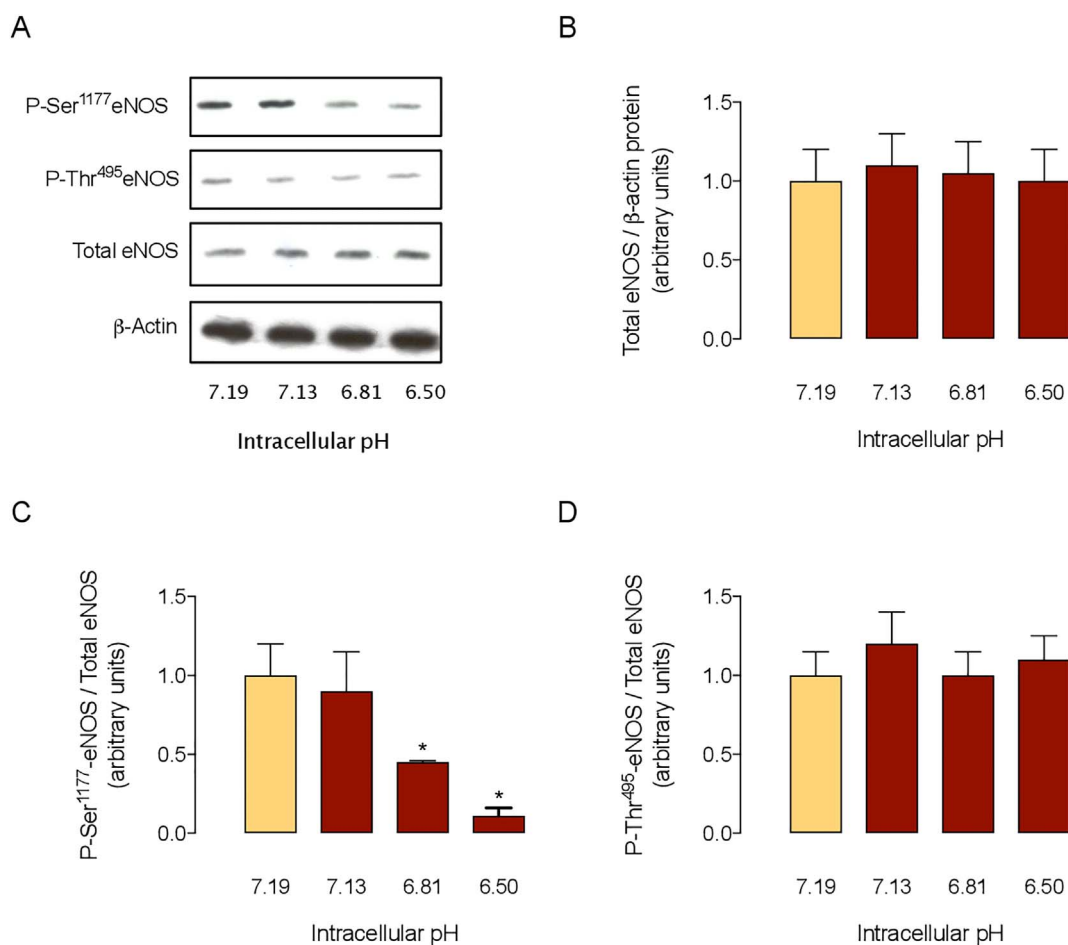 A
P-Ser¹¹⁷⁷eNOS
P-Thr⁴⁹⁵eNOS
Total eNOS
β-Actin
7.19 7.13 6.81 6.50
Intracellular pH
B
Total eNOS / β-actin protein
(arbitrary units)
1.5
1.0
0.5
0.0
7.19 7.13 6.81 6.50
Intracellular pH
C
P-Ser¹¹⁷⁷-eNOS / Total eNOS
(arbitrary units)
1.5
1.0
0.5
0.0
*
*
7.19 7.13 6.81 6.50
Intracellular pH
D
P-Thr⁴⁹⁵-eNOS / Total eNOS
(arbitrary units)
1.5
1.0
0.5
0.0
7.19 7.13 6.81 6.50
Intracellular pH